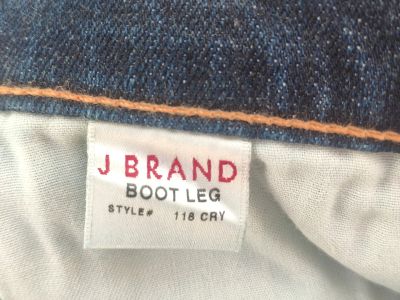 J BRAND
BOOT LEG
STYLE# 118 CRY